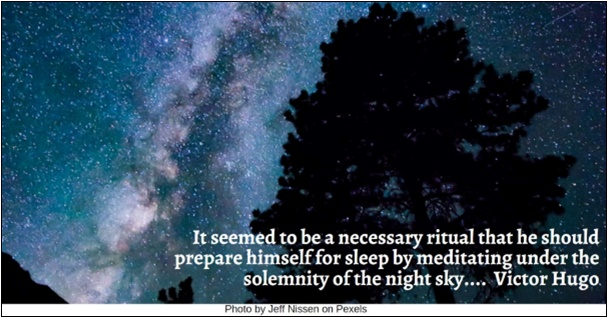 It seemed to be a necessary ritual that he should
prepare himself for sleep by meditating under the
solemnity of the night sky.... Victor Hugo
Photo by Jeff Nissen on Pexels